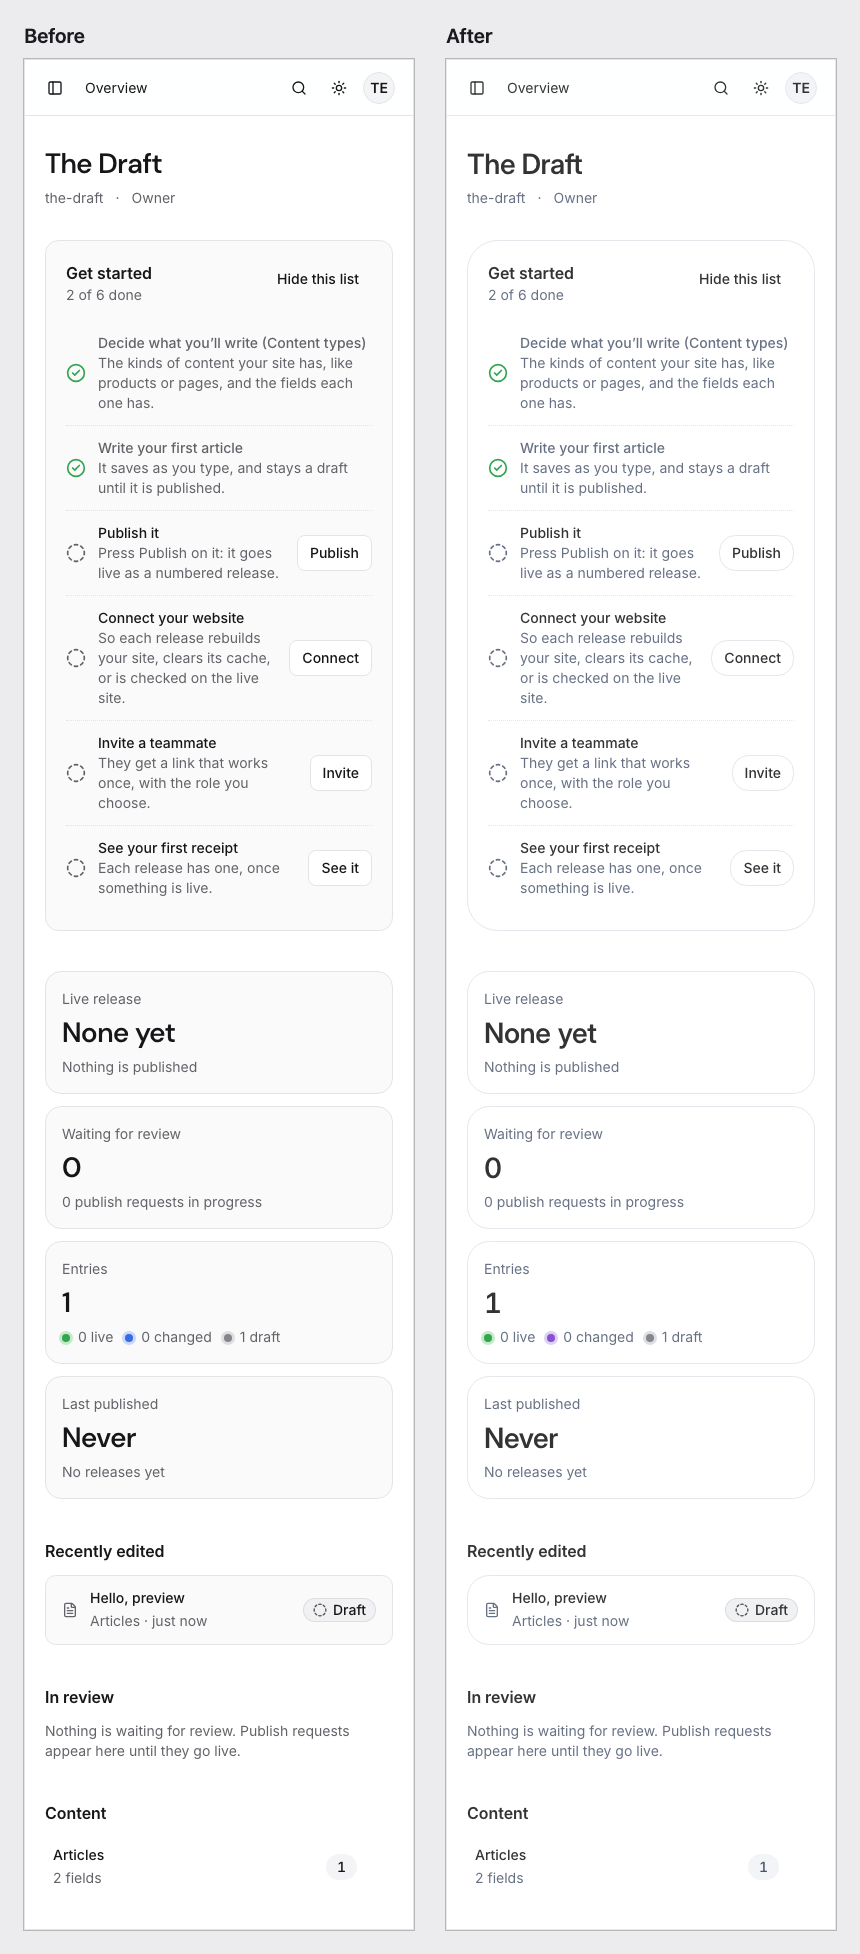 Before
Overview
TE
The Draft
the-draft · Owner
Get started
Hide this list
2 of 6 done
Decide what you’ll write (Content types)
The kinds of content your site has, like
products or pages, and the fields each
one has.
Write your first article
It saves as you type, and stays a draft
until it is published.
Publish it
Press Publish on it: it goes
live as a numbered release.
Publish
Connect your website
So each release rebuilds
your site, clears its cache,
or is checked on the live
site.
Connect
Invite a teammate
They get a link that works
once, with the role you
choose.
Invite
See your first receipt
Each release has one, once
something is live.
See it
Live release
None yet
Nothing is published
Waiting for review
0
0 publish requests in progress
Entries
1
0 live 0 changed 1 draft
Last published
Never
No releases yet
Recently edited
Hello, preview
Articles · just now
Draft
In review
Nothing is waiting for review. Publish requests
appear here until they go live.
Content
Articles
2 fields
1
After
Overview
TE
The Draft
the-draft · Owner
Get started
Hide this list
2 of 6 done
Decide what you’ll write (Content types)
The kinds of content your site has, like
products or pages, and the fields each
one has.
Write your first article
It saves as you type, and stays a draft
until it is published.
Publish it
Press Publish on it: it goes
live as a numbered release.
Publish
Connect your website
So each release rebuilds
your site, clears its cache,
or is checked on the live
site.
Connect
Invite a teammate
They get a link that works
once, with the role you
choose.
Invite
See your first receipt
Each release has one, once
something is live.
See it
Live release
None yet
Nothing is published
Waiting for review
0
0 publish requests in progress
Entries
1
0 live 0 changed 1 draft
Last published
Never
No releases yet
Recently edited
Hello, preview
Articles · just now
Draft
In review
Nothing is waiting for review. Publish requests
appear here until they go live.
Content
Articles
2 fields
1